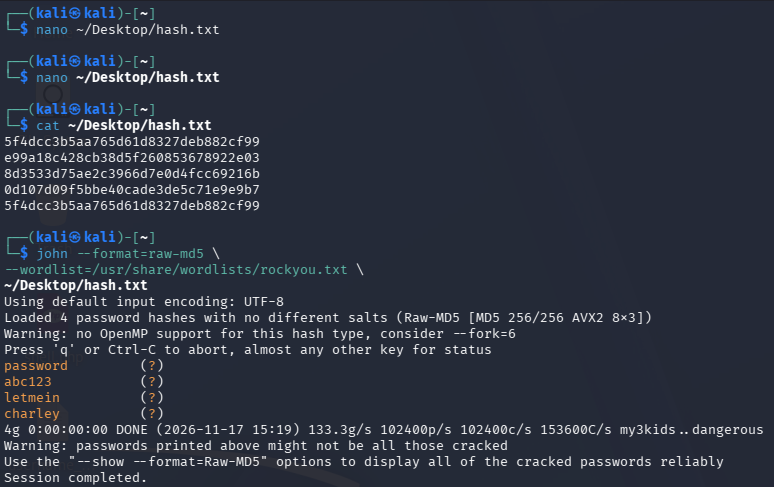 ┌──(kali㉿kali)-[~]
└─$ nano ~/Desktop/hash.txt
┌──(kali㉿kali)-[~]
└─$ nano ~/Desktop/hash.txt
┌──(kali㉿kali)-[~]
└─$ cat ~/Desktop/hash.txt
5f4dcc3b5aa765d61d8327deb882cf99
e99a18c428cb38d5f260853678922e03
8d3533d75ae2c3966d7e0d4fcc69216b
0d107d09f5bbe40cade3de5c71e9e9b7
5f4dcc3b5aa765d61d8327deb882cf99
┌──(kali㉿kali)-[~]
└─$ john --format=raw-md5 \
--wordlist=/usr/share/wordlists/rockyou.txt \
~/Desktop/hash.txt
Using default input encoding: UTF-8
Loaded 4 password hashes with no different salts (Raw-MD5 [MD5 256/256 AVX2 8×3])
Warning: no OpenMP support for this hash type, consider --fork=6
Press 'q' or Ctrl-C to abort, almost any other key for status
password         (?)
abc123           (?)
letmein          (?)
charley          (?)
4g 0:00:00:00 DONE (2026-11-17 15:19) 133.3g/s 102400p/s 102400c/s 153600C/s my3kids..dangerous
Warning: passwords printed above might not be all those cracked
Use the "--show --format=Raw-MD5" options to display all of the cracked passwords reliably
Session completed.